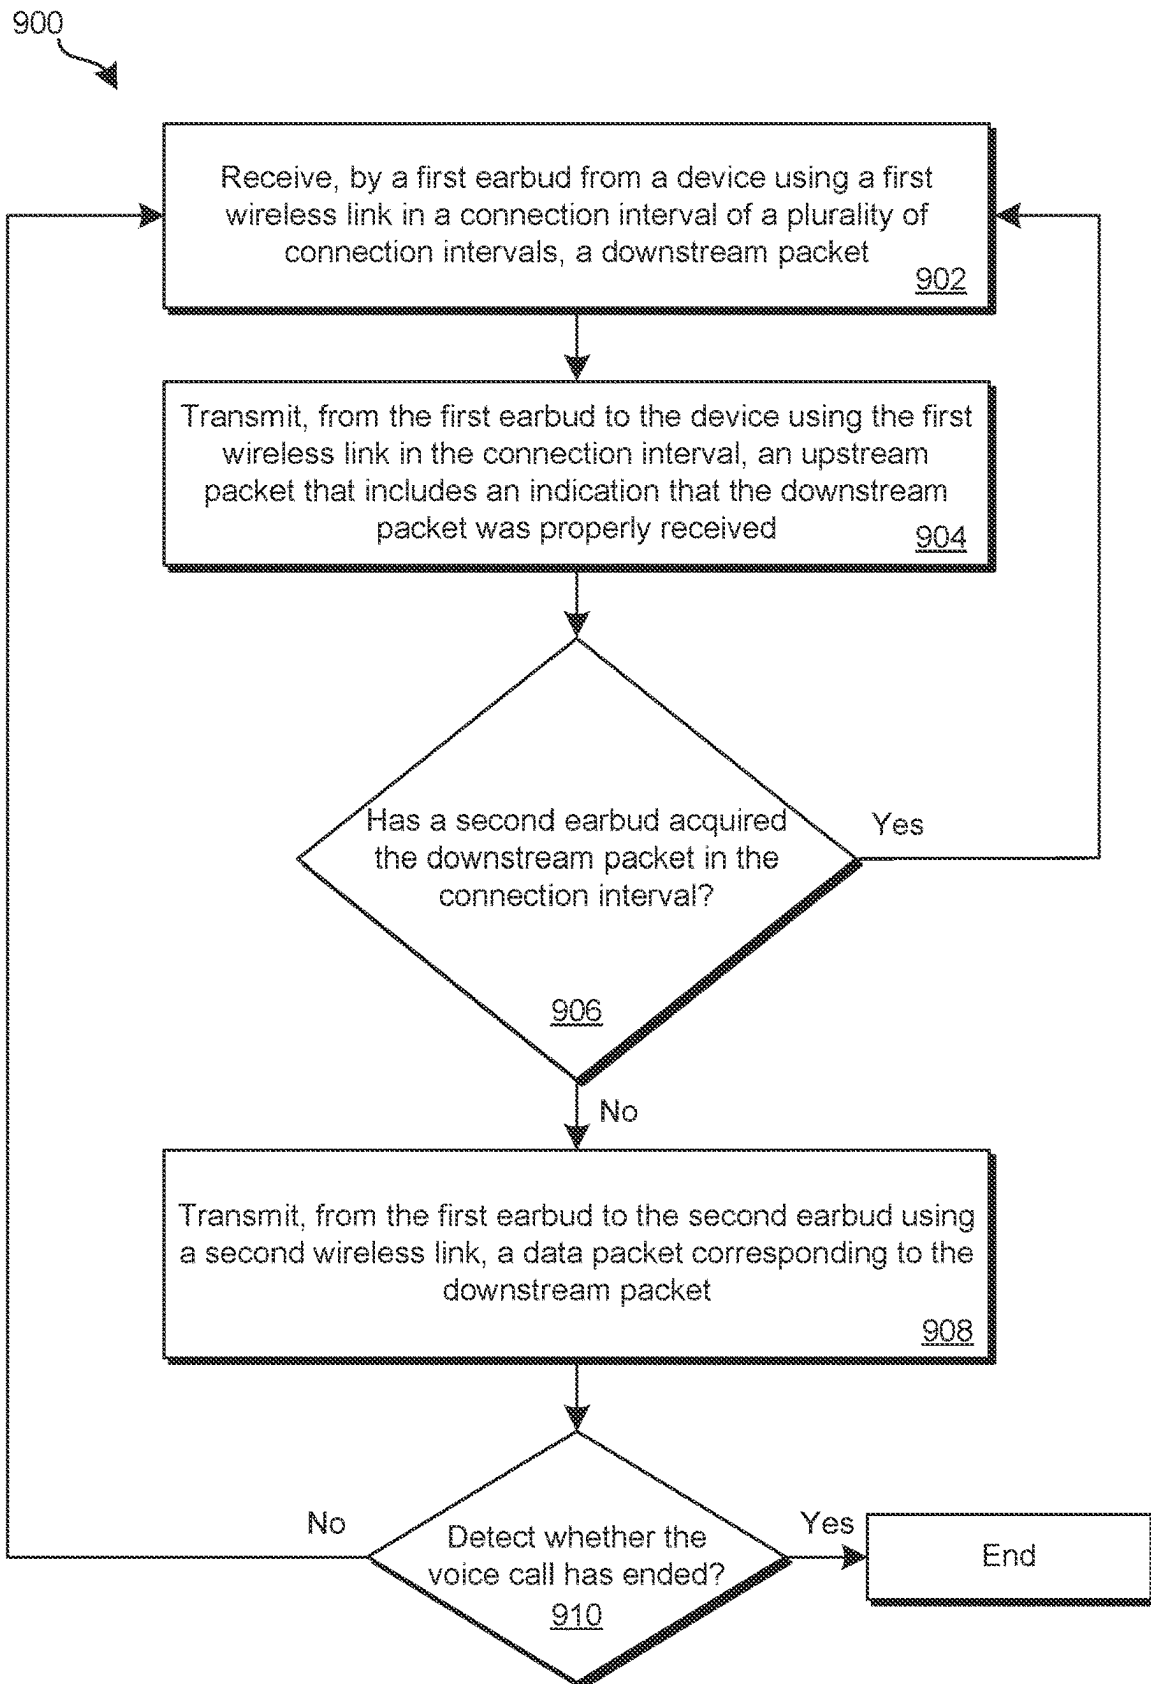 900
Receive, by a first earbud from a device using a first
wireless link in a connection interval of a plurality of
connection intervals, a downstream packet
902
Transmit, from the first earbud to the device using the first
wireless link in the connection interval, an upstream
packet that includes an indication that the downstream
packet was properly received
904
Has a second earbud acquired
the downstream packet in the
connection interval?
Yes
906
No
Transmit, from the first earbud to the second earbud using
a second wireless link, a data packet corresponding to the
downstream packet
908
No
Detect whether the
voice call has ended?
910
Yes
End